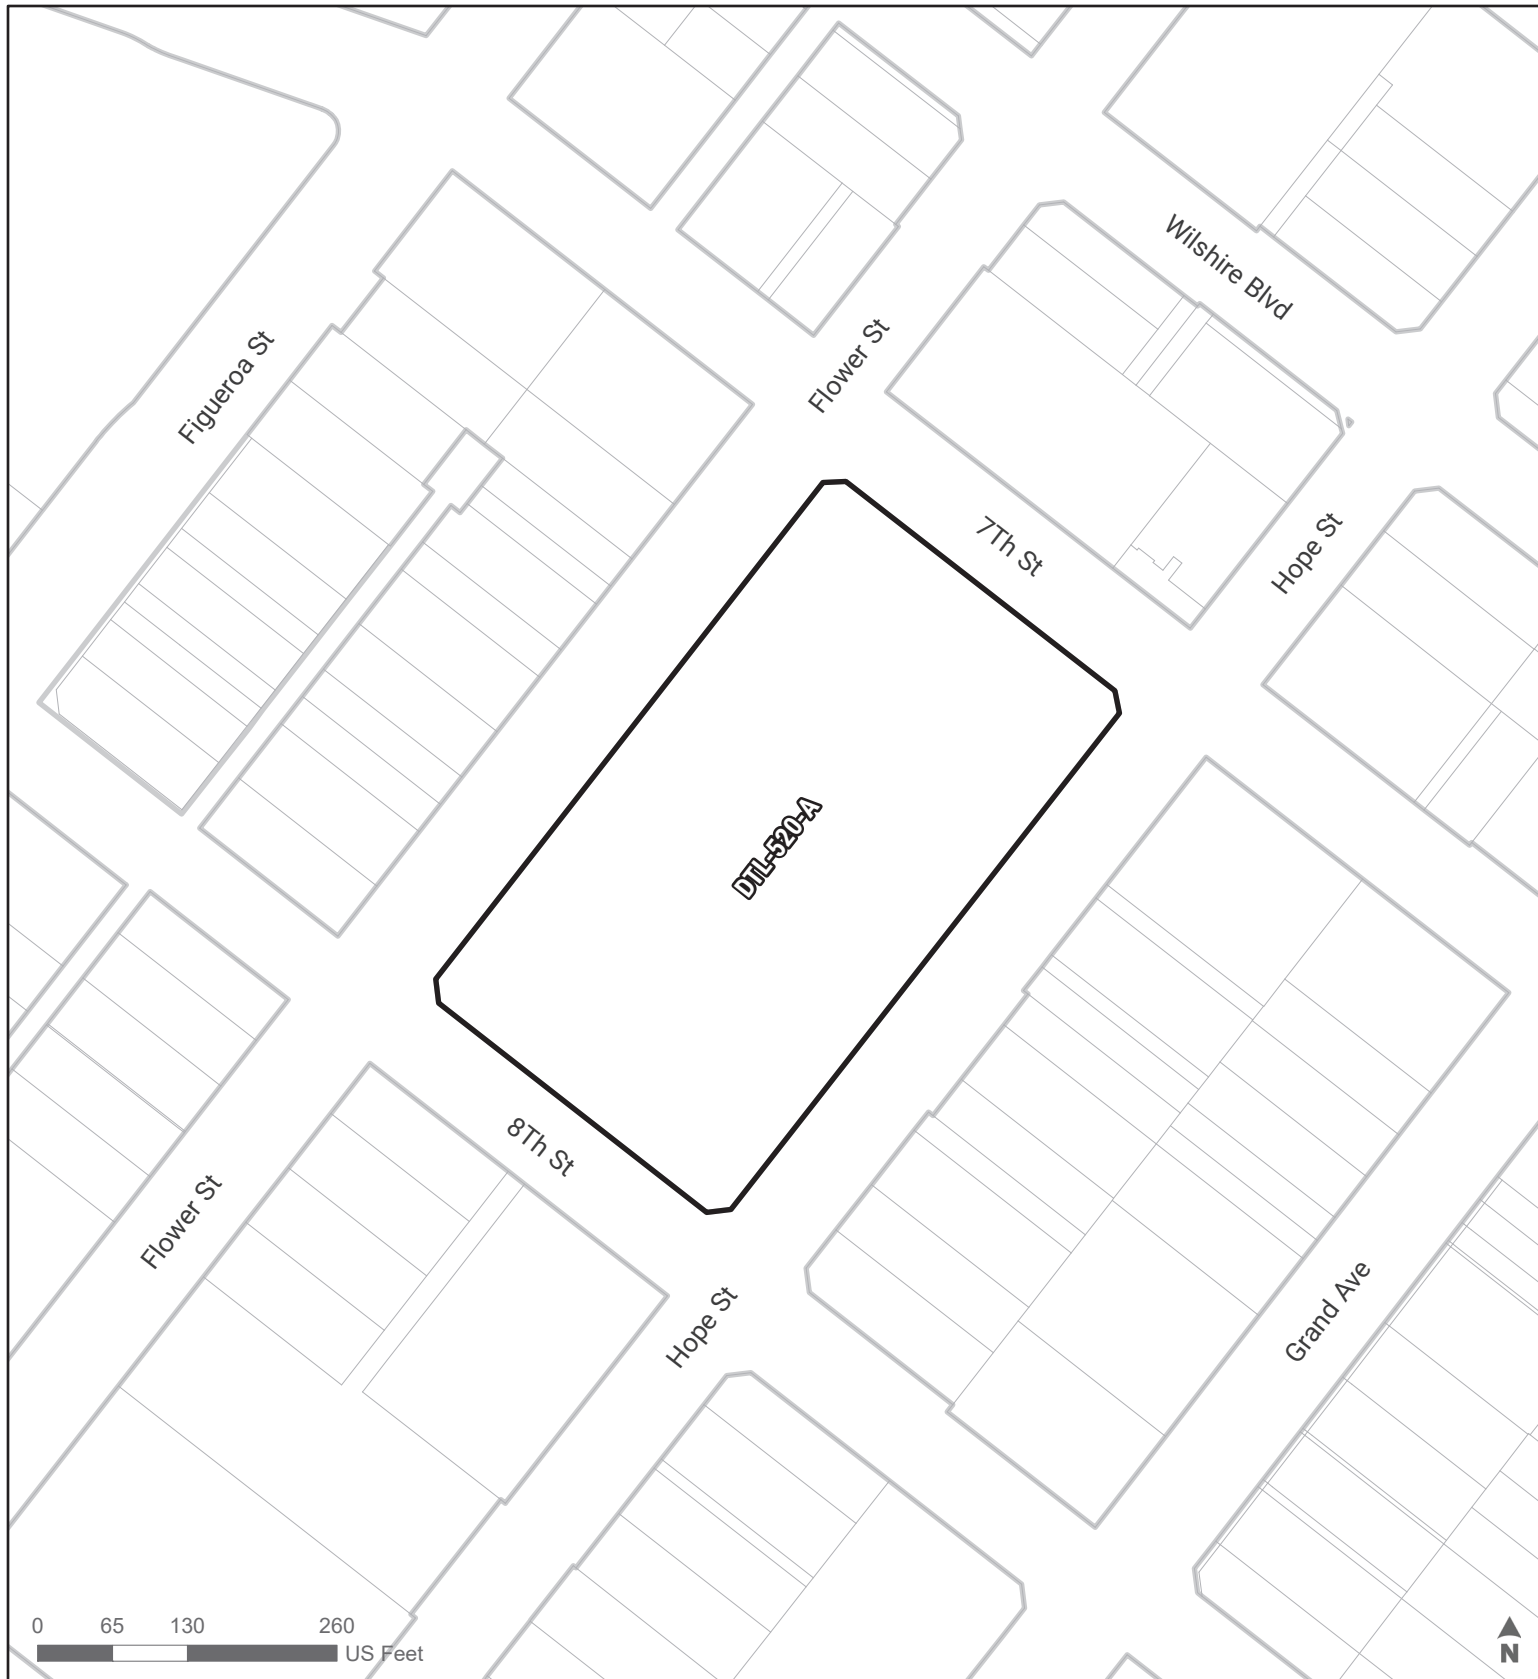 Wilshire Blvd
Flower St
Figueroa St
7Th St
Hope St
DTL-520-A
8Th St
Flower St
Hope St
Grand Ave
0 65 130 260
US Feet
N